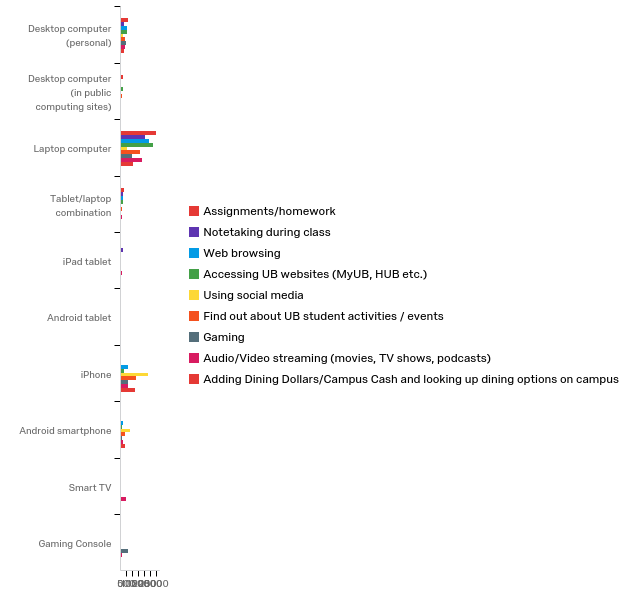 Desktop computer
(personal)
Desktop computer
(in public
computing sites)
Laptop computer
Tablet/laptop
combination
iPad tablet
Android tablet
iPhone
Android smartphone
Smart TV
Gaming Console
Assignments/homework
Notetaking during class
Web browsing
Accessing UB websites (MyUB, HUB etc.)
Using social media
Find out about UB student activities / events
Gaming
Audio/Video streaming (movies, TV shows, podcasts)
Adding Dining Dollars/Campus Cash and looking up dining options on campus